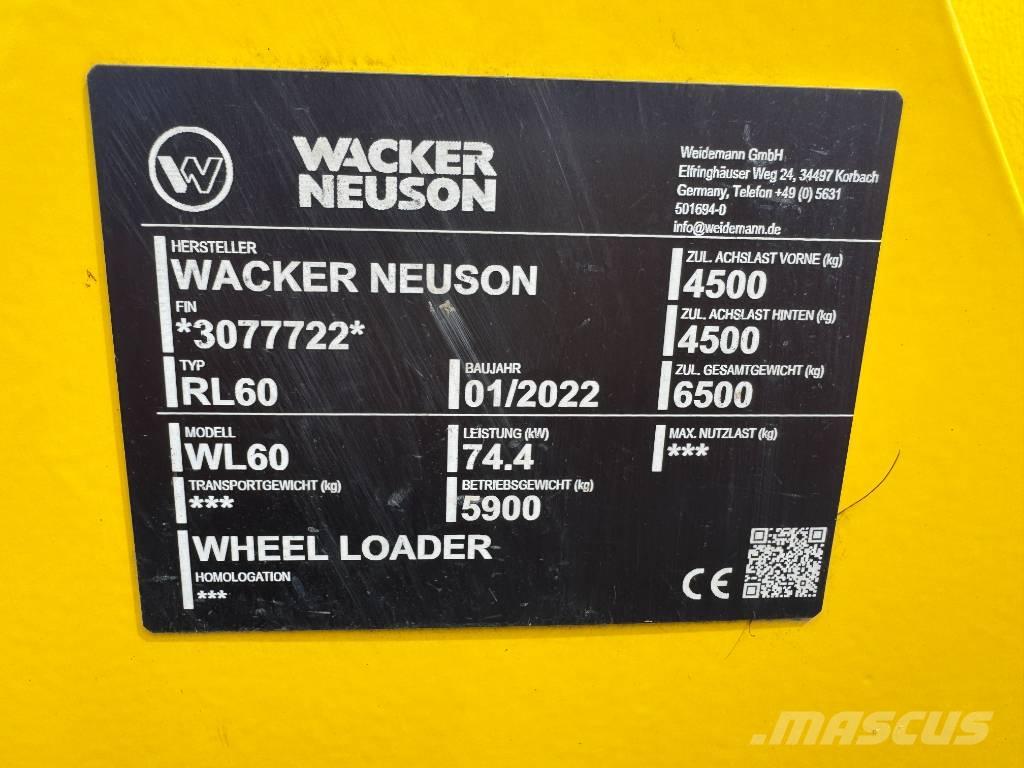 W
WACKER
NEUSON
Weidemann GmbH
Elfringhäuser Weg 24, 34497 Korbach
Germany, Telefon +49 (0) 5631
501694-0
info@weidemann.de
HERSTELLER
WACKER NEUSON
FIN
*3077722*
TYP
RL60
BAUJAHR
01/2022
ZUL. ACHSLAST VORNE (kg)
4500
ZUL. ACHSLAST HINTEN (kg)
4500
ZUL. GESAMTGEWICHT (kg)
6500
MODELL
WL60
LEISTUNG (kW)
74.4
MAX. NUTZLAST (kg)
***
TRANSPORTGEWICHT (kg)
***
BETRIEBSGEWICHT (kg)
5900
WHEEL LOADER
HOMOLOGATION
***
CE
MASCUS